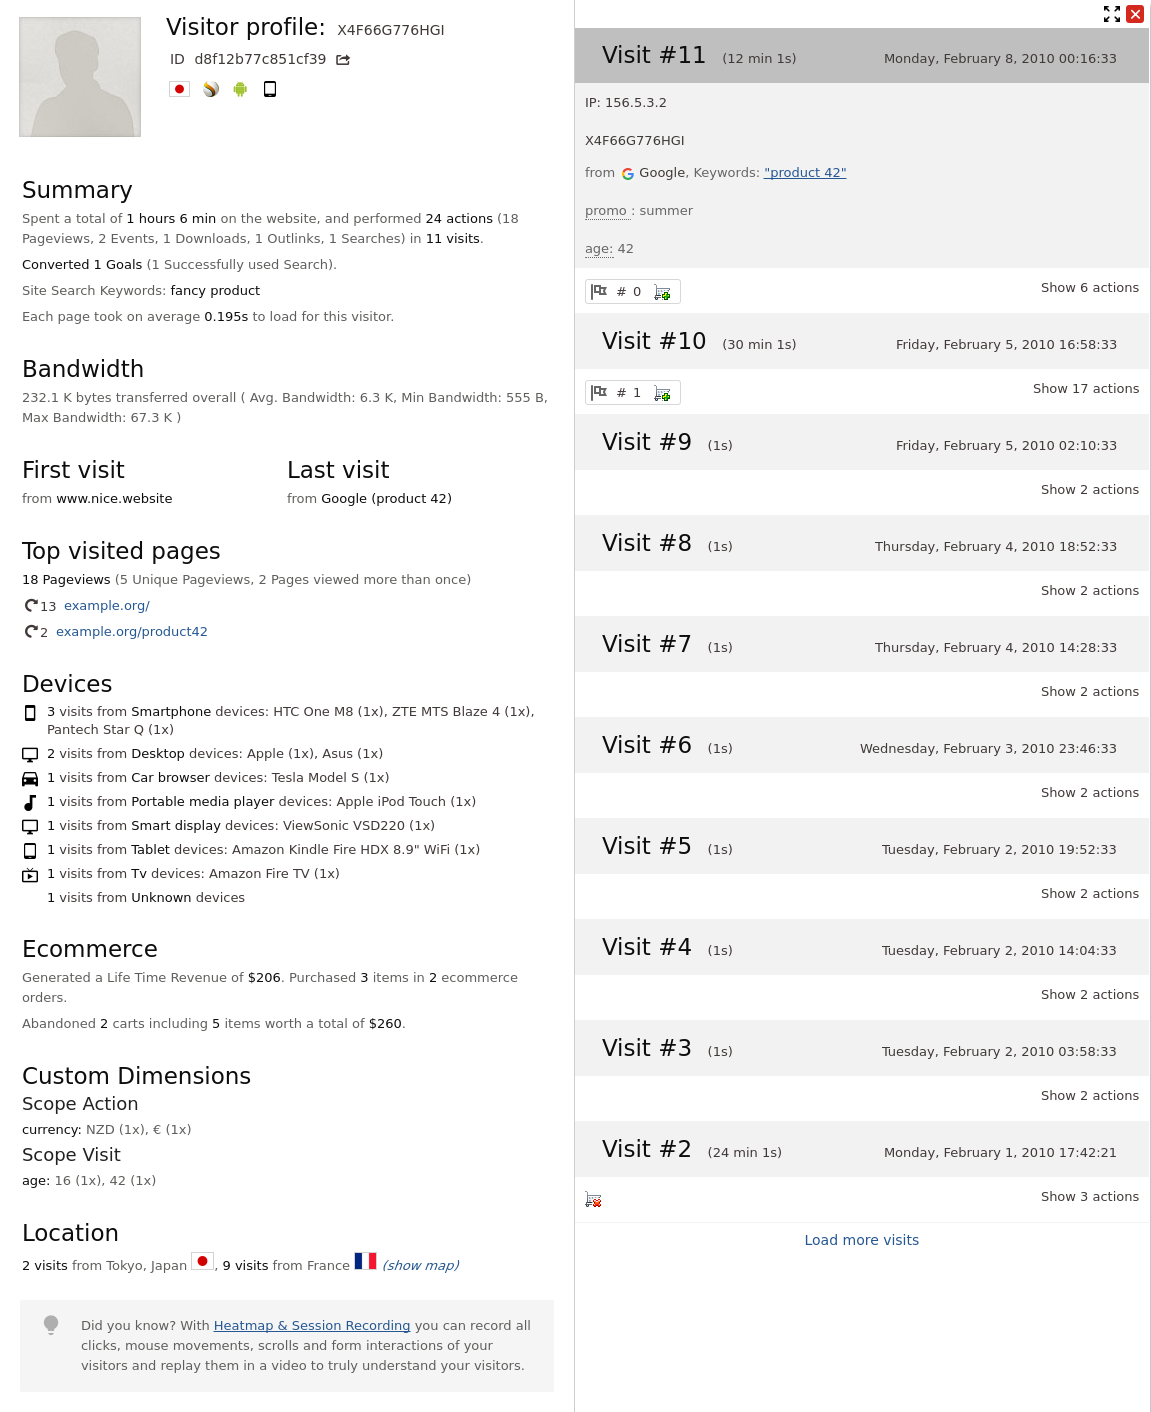 Visitor profile: X4F66G776HGI
ID d8f12b77c851cf39
Summary
Spent a total of 1 hours 6 min on the website, and performed 24 actions (18
Pageviews, 2 Events, 1 Downloads, 1 Outlinks, 1 Searches) in 11 visits.
Converted 1 Goals (1 Successfully used Search).
Site Search Keywords: fancy product
Each page took on average 0.195s to load for this visitor.
Bandwidth
232.1 K bytes transferred overall ( Avg. Bandwidth: 6.3 K, Min Bandwidth: 555 B,
Max Bandwidth: 67.3 K )
First visit
from www.nice.website
Last visit
from Google (product 42)
Top visited pages
18 Pageviews (5 Unique Pageviews, 2 Pages viewed more than once)
13 example.org/
2 example.org/product42
Devices
3 visits from Smartphone devices: HTC One M8 (1x), ZTE MTS Blaze 4 (1x),
Pantech Star Q (1x)
2 visits from Desktop devices: Apple (1x), Asus (1x)
1 visits from Car browser devices: Tesla Model S (1x)
1 visits from Portable media player devices: Apple iPod Touch (1x)
1 visits from Smart display devices: ViewSonic VSD220 (1x)
1 visits from Tablet devices: Amazon Kindle Fire HDX 8.9" WiFi (1x)
1 visits from Tv devices: Amazon Fire TV (1x)
1 visits from Unknown devices
Ecommerce
Generated a Life Time Revenue of $206. Purchased 3 items in 2 ecommerce
orders.
Abandoned 2 carts including 5 items worth a total of $260.
Custom Dimensions
Scope Action
currency: NZD (1x), € (1x)
Scope Visit
age: 16 (1x), 42 (1x)
Location
2 visits from Tokyo, Japan , 9 visits from France (show map)
Did you know? With Heatmap & Session Recording you can record all
clicks, mouse movements, scrolls and form interactions of your
visitors and replay them in a video to truly understand your visitors.
Visit #11 (12 min 1s) Monday, February 8, 2010 00:16:33
IP: 156.5.3.2
X4F66G776HGI
from Google, Keywords: "product 42"
promo : summer
age: 42
# 0 Show 6 actions
Visit #10 (30 min 1s) Friday, February 5, 2010 16:58:33
# 1 Show 17 actions
Visit #9 (1s) Friday, February 5, 2010 02:10:33
Show 2 actions
Visit #8 (1s) Thursday, February 4, 2010 18:52:33
Show 2 actions
Visit #7 (1s) Thursday, February 4, 2010 14:28:33
Show 2 actions
Visit #6 (1s) Wednesday, February 3, 2010 23:46:33
Show 2 actions
Visit #5 (1s) Tuesday, February 2, 2010 19:52:33
Show 2 actions
Visit #4 (1s) Tuesday, February 2, 2010 14:04:33
Show 2 actions
Visit #3 (1s) Tuesday, February 2, 2010 03:58:33
Show 2 actions
Visit #2 (24 min 1s) Monday, February 1, 2010 17:42:21
Show 3 actions
Load more visits